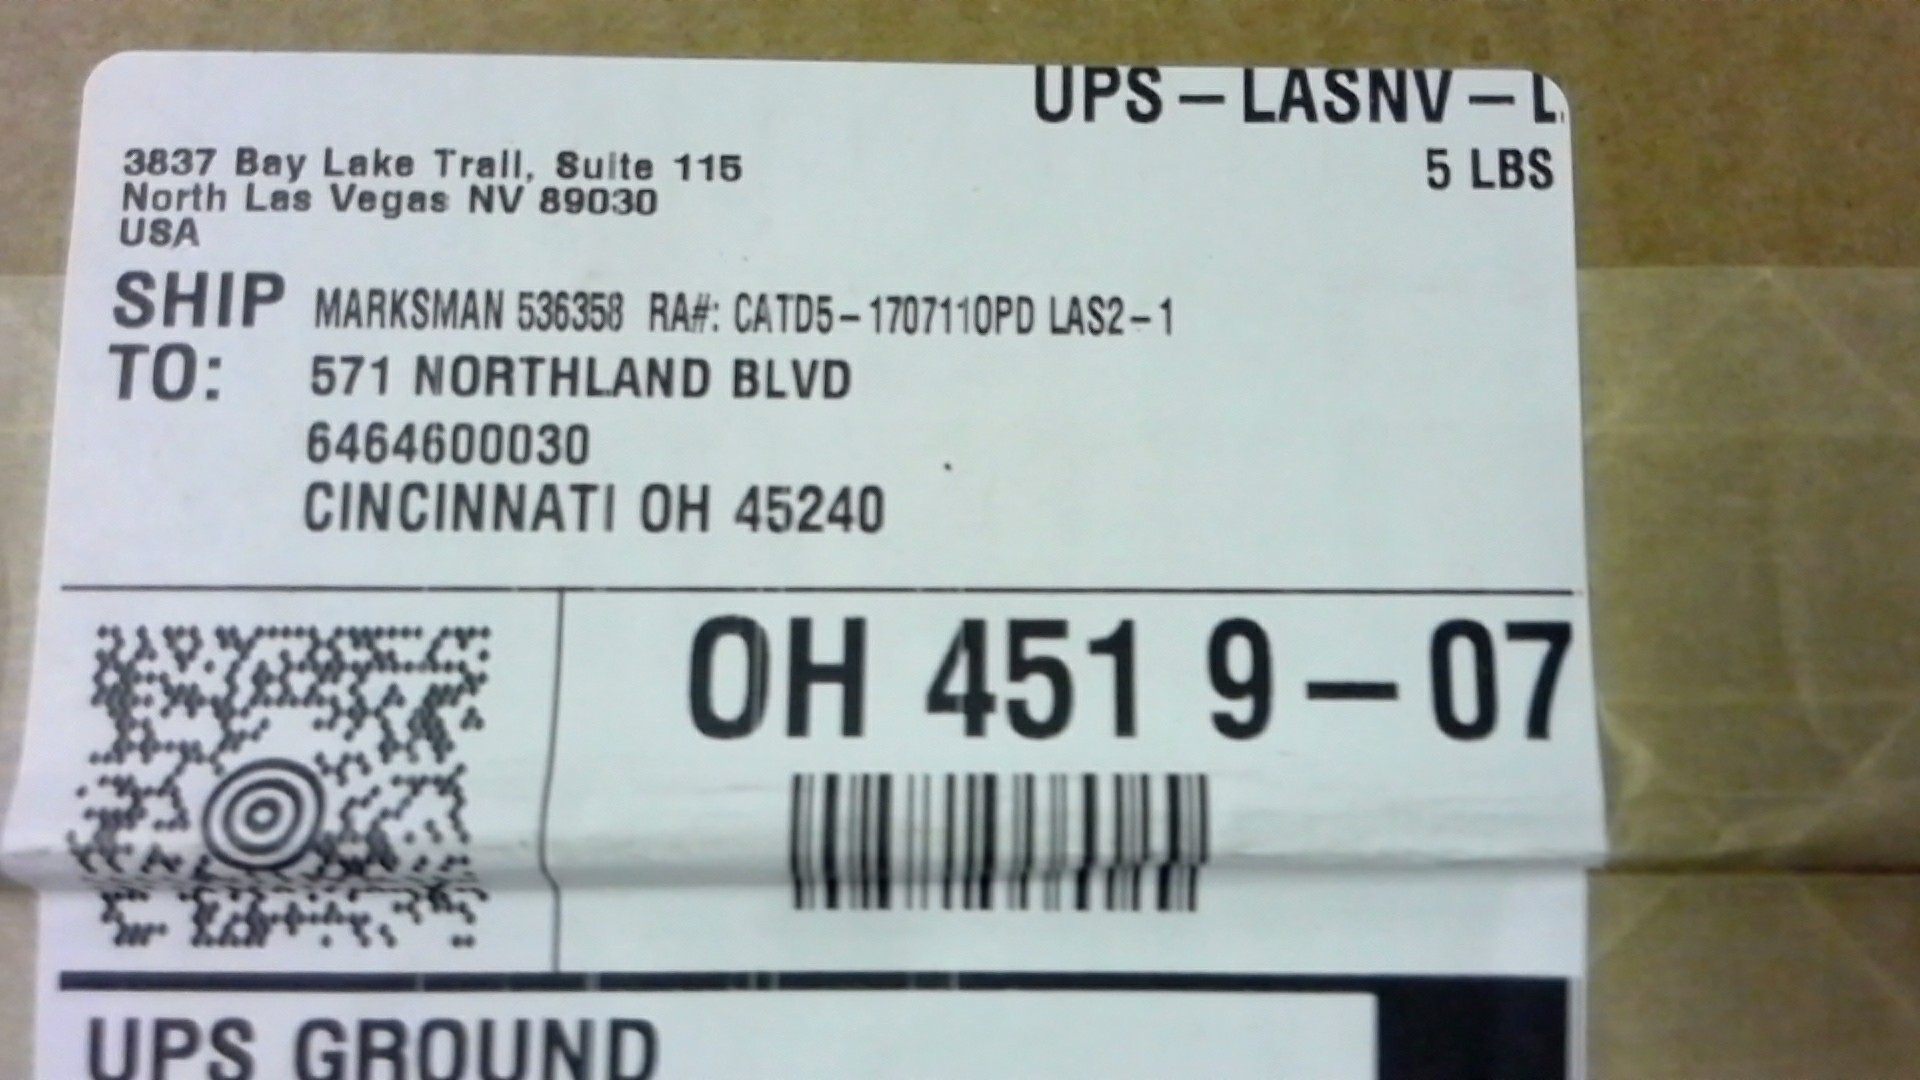 UPS – LASNV – L
5 LBS
3837 Bay Lake Trail, Suite 115
North Las Vegas NV 89030
USA
SHIP TO: MARKSMAN 536358 RA#: CATD5-170711OPD LAS2-1
571 NORTHLAND BLVD
6464600030
CINCINNATI OH 45240
OH 451 9-07
UPS GROUND